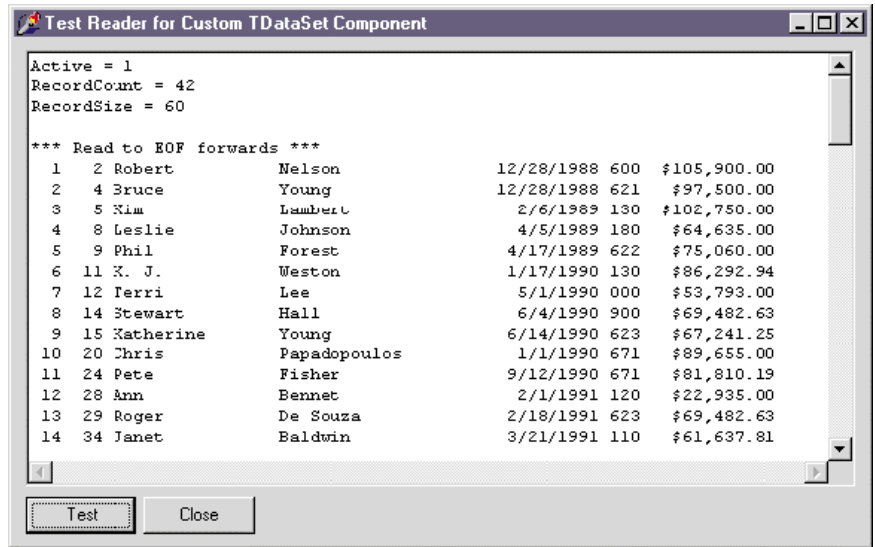 Test Reader for Custom TDataSet Component
Active = 1
RecordCount = 42
RecordSize = 60
*** Read to EOF forwards ***
1 2 Robert Nelson 12/28/1988 600 $105,900.00
2 4 Bruce Young 12/28/1988 621 $97,500.00
3 5 Kim Lambert 2/6/1989 130 $102,750.00
4 8 Leslie Johnson 4/5/1989 180 $64,635.00
5 9 Phil Forest 4/17/1989 622 $75,060.00
6 11 K. J. Weston 1/17/1990 130 $86,292.94
7 12 Terri Lee 5/1/1990 000 $53,793.00
8 14 Stewart Hall 6/4/1990 900 $69,482.63
9 15 Katherine Young 6/14/1990 623 $67,241.25
10 20 Chris Papadopoulos 1/1/1990 671 $89,655.00
11 24 Pete Fisher 9/12/1990 671 $81,810.19
12 28 Ann Bennet 2/1/1991 120 $22,935.00
13 29 Roger De Souza 2/18/1991 623 $69,482.63
14 34 Janet Baldwin 3/21/1991 110 $61,637.81
Test Close